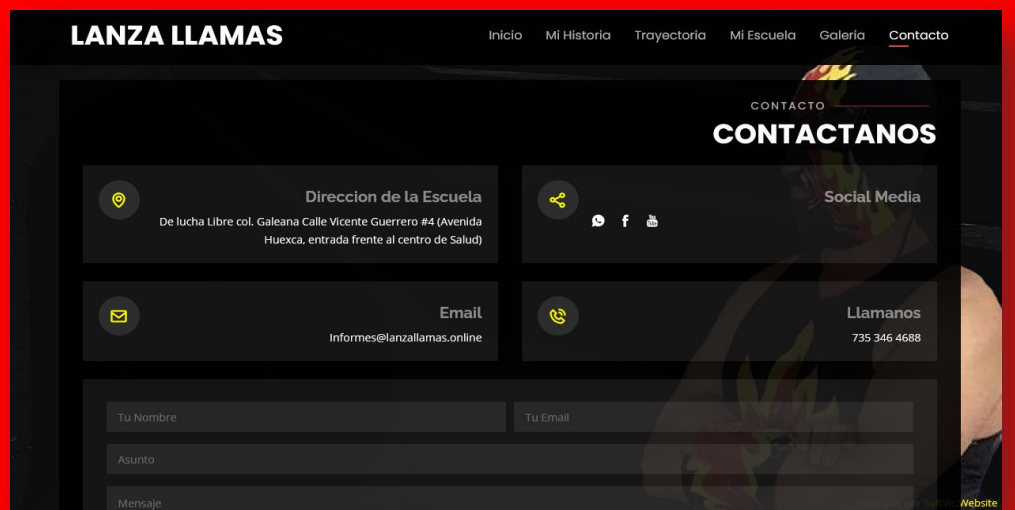 LANZA LLAMAS
Inicio Mi Historia Trayectoria Mi Escuela Galeria Contacto
CONTACTO
CONTACTANOS
Direccion de la Escuela
De lucha Libre col. Galeana Calle Vicente Guerrero #4 (Avenida
Huexca, entrada frente al centro de Salud)
Social Media
Email
Informes@lanzallamas.online
Llamanos
735 346 4688
Tu Nombre
Tu Email
Asunto
Mensaje
Website